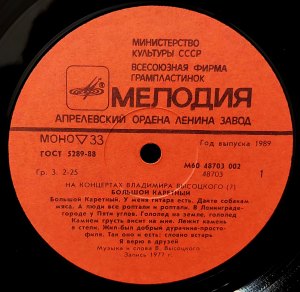 МИНИСТЕРСТВО
КУЛЬТУРЫ СССР
ВСЕСОЮЗНАЯ ФИРМА
ГРАМПЛАСТИНОК
МЕЛОДИЯ
АПРЕЛЕВСКИЙ ОРДЕНА ЛЕНИНА ЗАВОД
МОНО 33
Год выпуска 1989
ГОСТ 5289-88
М60 48703 002
Гр. 3. 2-25
48703
1
НА КОНЦЕРТАХ ВЛАДИМИРА ВЫСОЦКОГО (7)
БОЛЬШОЙ КАРЕТНЫЙ
Большой Каретный. У меня гитара есть. Дайте собакам
мяса. А люди все роптали и роптали. В Ленинграде-
городе у Пяти углов. Гололед на земле, гололед
Камнем грусть висит на мне. Лежит камень
в степи. Жил-был добрый дурачина-просто-
филя. Так оно и есть: словно встарь
Я верю в друзей
Музыка и слова В. Высоцкого
Запись 1977 г.